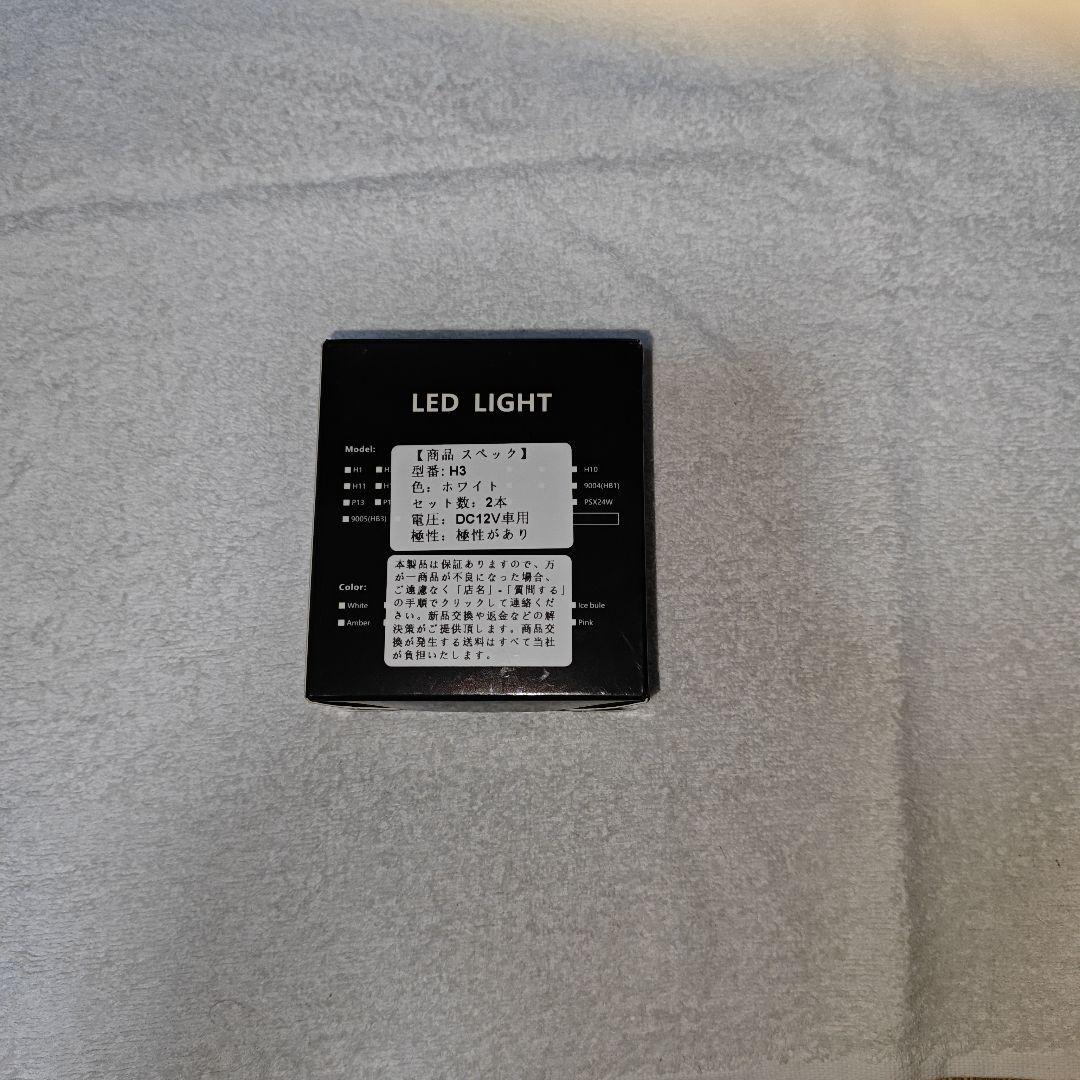 LED LIGHT
Model:
H1 H10
H11 9004(HB1)
P13 PSX24W
9005(HB3)
【商品 スペック】
型番: H3
色: ホワイト
セット数: 2本
電圧: DC12V車用
極性: 極性があり
Color:
White Ice bule
Amber Pink
本製品は保証ありますので、万
が一商品が不良になった場合、
ご遠慮なく「店名」-「質問する」
の手順でクリックして連絡くだ
さい。新品交換や返金などの解
決策がご提供頂します。商品交
換が発生する送料はすべて当社
が負担いたします。